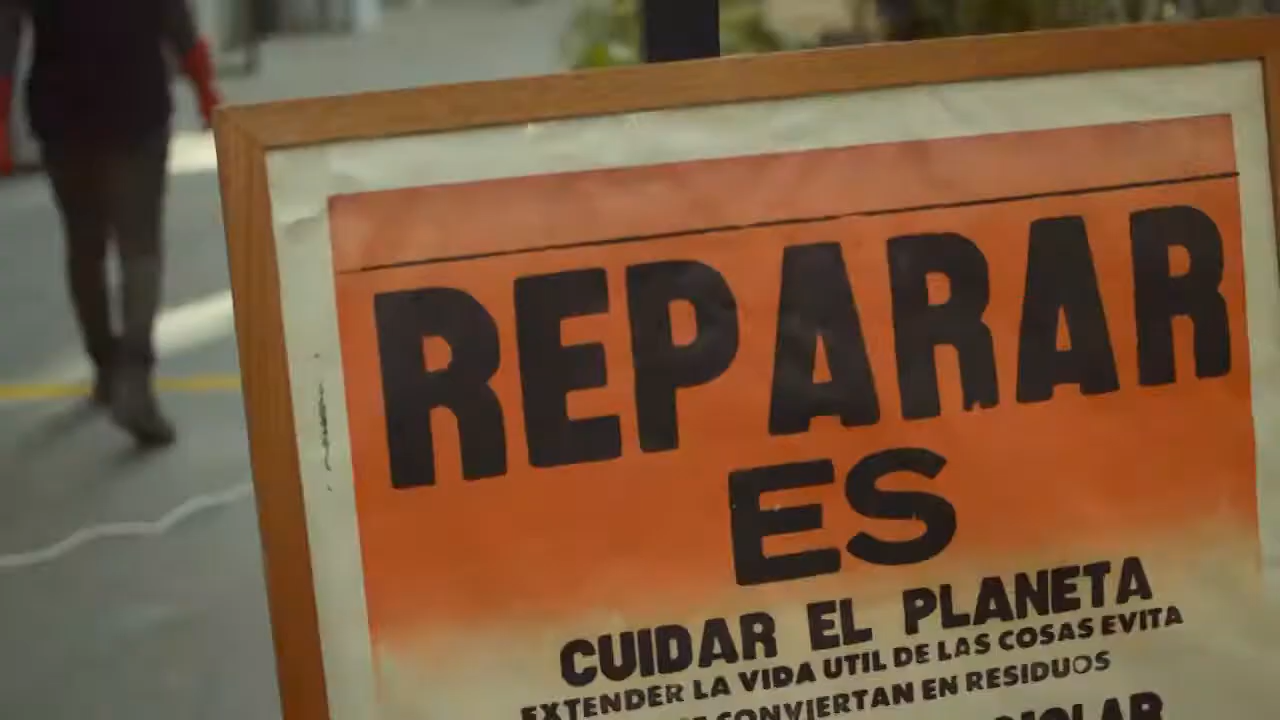 REPARAR
ES
CUIDAR EL PLANETA
EXTENDER LA VIDA UTIL DE LAS COSAS EVITA
CONVIERTAN EN RESIDUOS